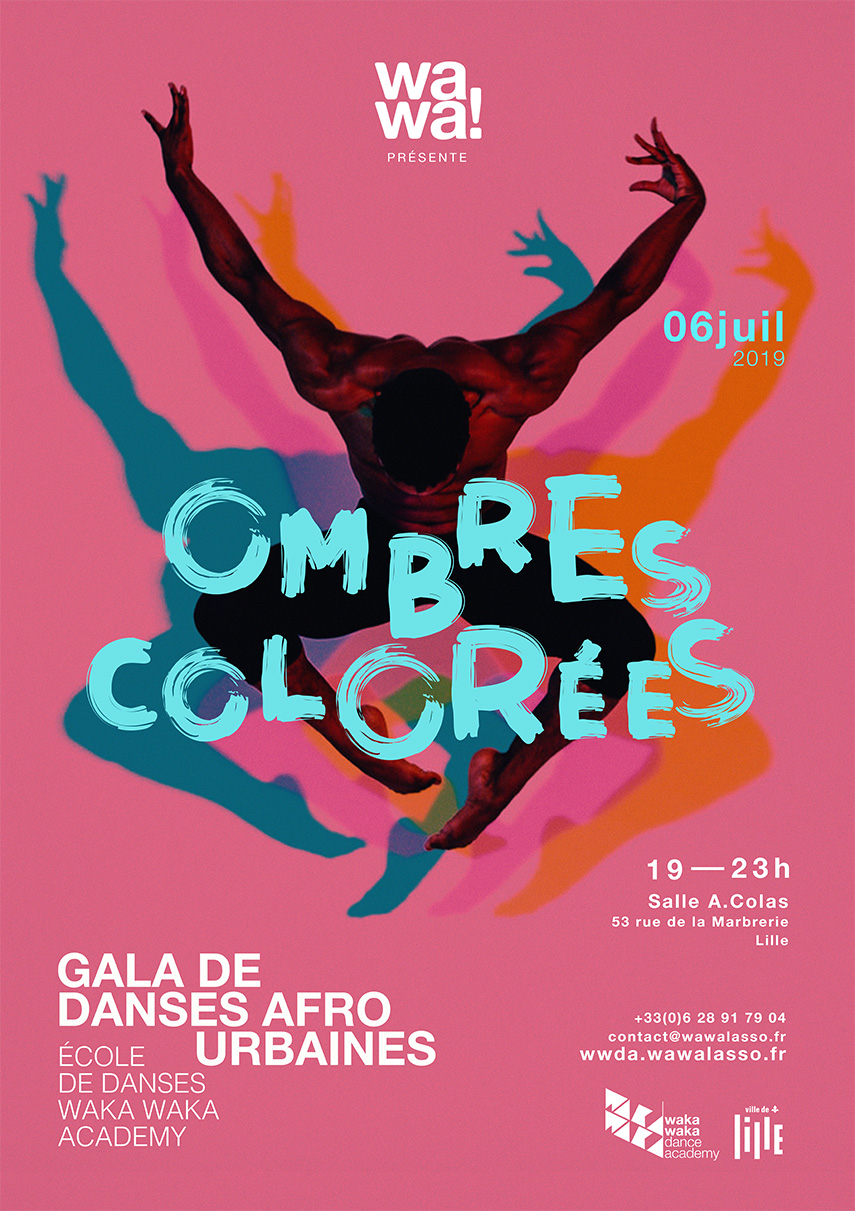 wa
wa!
PRÉSENTE
06juil
2019
OMBRES
COLORÉES
19 — 23h
Salle A.Colas
53 rue de la Marbrerie
Lille
GALA DE
DANSES AFRO
URBAINES
ÉCOLE
DE DANSES
WAKA WAKA
ACADEMY
+33(0)6 28 91 79 04
contact@wawalasso.fr
wwda.wawalasso.fr
waka
waka
dance
academy
ville de
lille